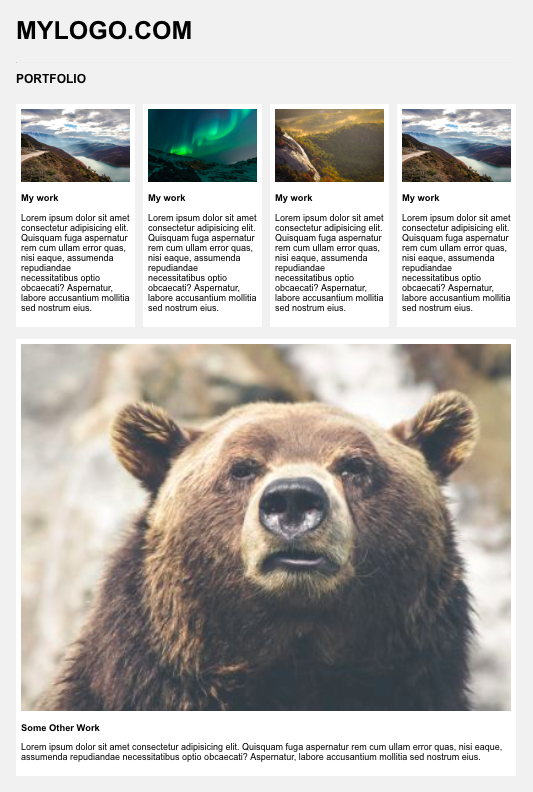 MYLOGO.COM
PORTFOLIO
My work
Lorem ipsum dolor sit amet
consectetur adipisicing elit.
Quisquam fuga aspernatur
rem cum ullam error quas,
nisi eaque, assumenda
repudiandae
necessitatibus optio
obcaecati? Aspernatur,
labore accusantium mollitia
sed nostrum eius.
My work
Lorem ipsum dolor sit amet
consectetur adipisicing elit.
Quisquam fuga aspernatur
rem cum ullam error quas,
nisi eaque, assumenda
repudiandae
necessitatibus optio
obcaecati? Aspernatur,
labore accusantium mollitia
sed nostrum eius.
My work
Lorem ipsum dolor sit amet
consectetur adipisicing elit.
Quisquam fuga aspernatur
rem cum ullam error quas,
nisi eaque, assumenda
repudiandae
necessitatibus optio
obcaecati? Aspernatur,
labore accusantium mollitia
sed nostrum eius.
My work
Lorem ipsum dolor sit amet
consectetur adipisicing elit.
Quisquam fuga aspernatur
rem cum ullam error quas,
nisi eaque, assumenda
repudiandae
necessitatibus optio
obcaecati? Aspernatur,
labore accusantium mollitia
sed nostrum eius.
Some Other Work
Lorem ipsum dolor sit amet consectetur adipisicing elit. Quisquam fuga aspernatur rem cum ullam error quas, nisi eaque,
assumenda repudiandae necessitatibus optio obcaecati? Aspernatur, labore accusantium mollitia sed nostrum eius.